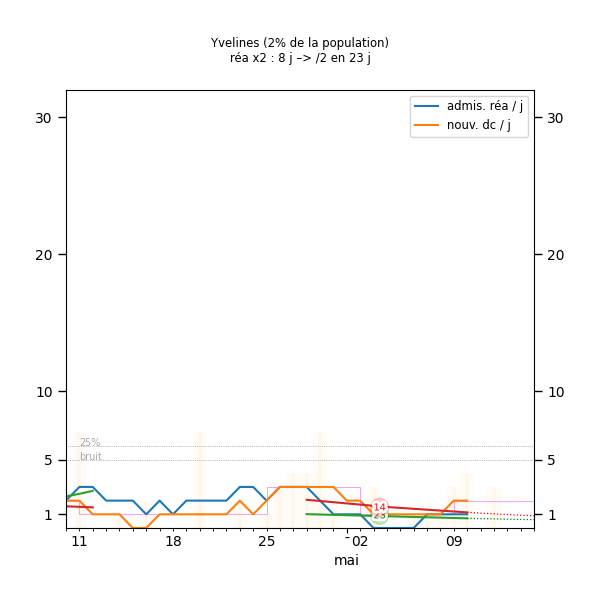 Yvelines (2% de la population)
réa x2 : 8 j –> /2 en 23 j
admis. réa / j
nouv. dc / j
30 30
20 20
10 10
25%
bruit
5 5
14
23
1 1
11 18 25 02 09
mai